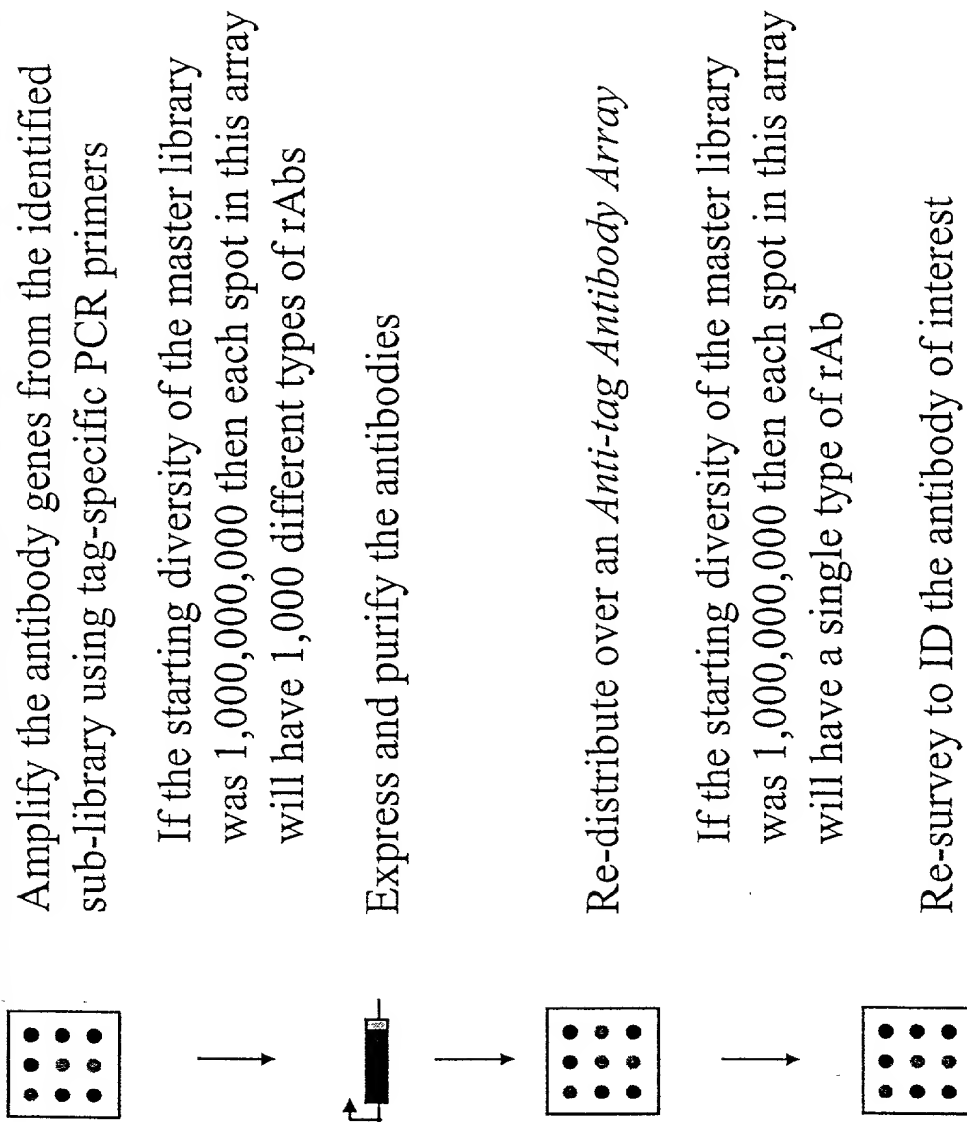 Amplify the antibody genes from the identified
sub-library using tag-specific PCR primers
If the starting diversity of the master library
was 1,000,000,000 then each spot in this array
will have 1,000 different types of rAbs
Express and purify the antibodies
Re-distribute over an Anti-tag Antibody Array
If the starting diversity of the master library
was 1,000,000,000 then each spot in this array
will have a single type of rAb
Re-survey to ID the antibody of interest